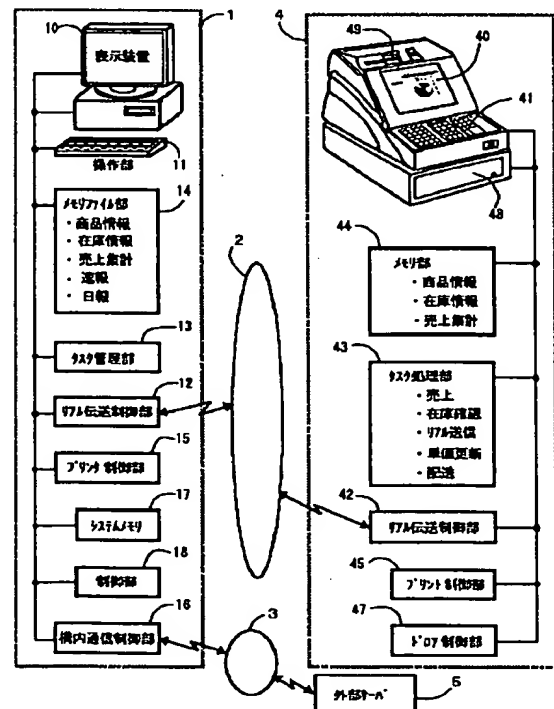 1
10
表示装置
操作部
11
14
メモリファイル部
・商品情報
・在庫情報
・売上集計
・速報
・日報
13
タスク管理部
12
リアル伝送制御部
15
プリンタ制御部
17
システムメモリ
18
制御部
16
構内通信制御部
2
3
4
49
40
41
48
44
メモリ部
・商品情報
・在庫情報
・売上集計
43
タスク処理部
・売上
・在庫確認
・リアル送信
・単価更新
・配送
42
リアル伝送制御部
45
プリント制御部
47
ドロア制御部
外部サーバ
5